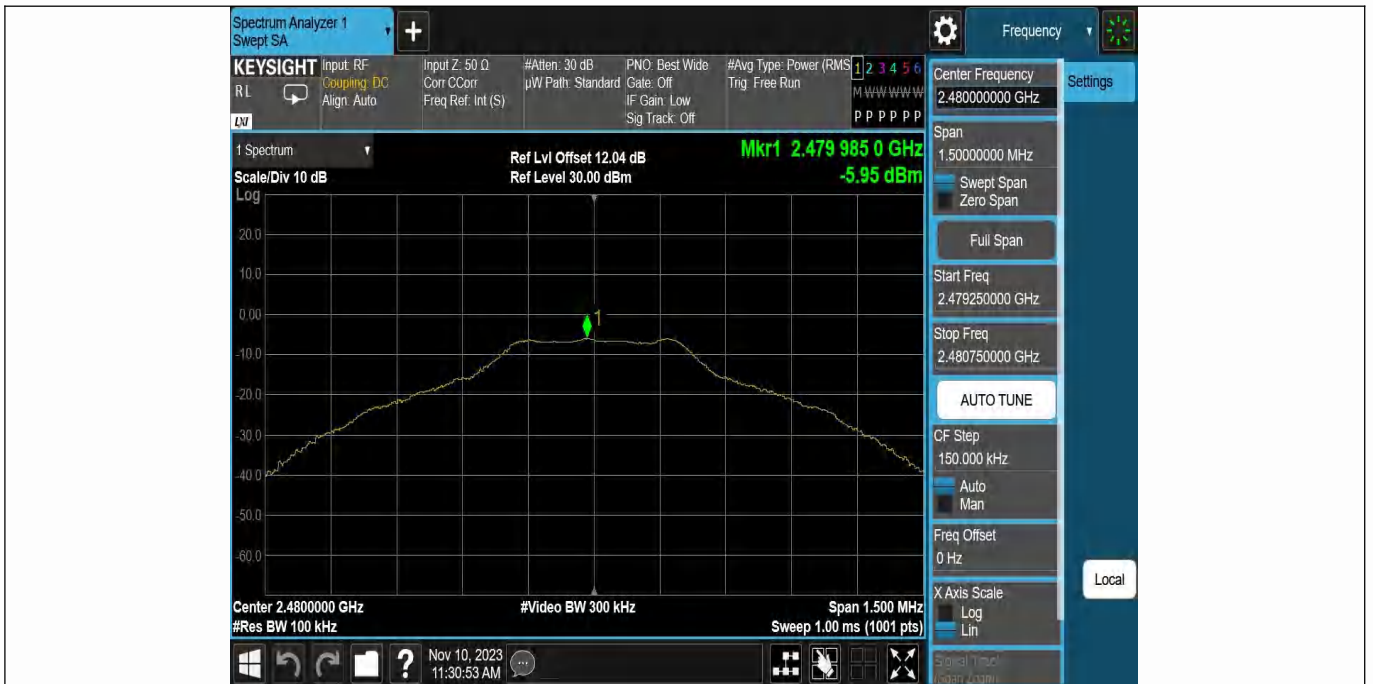 Spectrum Analyzer 1
Swept SA
+
Frequency
KEYSIGHT
RL
LXI
Input: RF
Coupling: DC
Align: Auto
Input Z: 50 Ω
Corr CCorr
Freq Ref: Int (S)
#Atten: 30 dB
µW Path: Standard
PNO: Best Wide
Gate: Off
IF Gain: Low
Sig Track: Off
#Avg Type: Power (RMS
Trig: Free Run
1 2 3 4 5 6
M W W W W W
P P P P P P
1 Spectrum
Scale/Div 10 dB
Log
Ref Lvl Offset 12.04 dB
Ref Level 30.00 dBm
Mkr1 2.479 985 0 GHz
-5.95 dBm
20.0
10.0
0.00
-10.0
-20.0
-30.0
-40.0
-50.0
-60.0
1
Center 2.4800000 GHz
#Res BW 100 kHz
#Video BW 300 kHz
Span 1.500 MHz
Sweep 1.00 ms (1001 pts)
Center Frequency
2.480000000 GHz
Settings
Span
1.50000000 MHz
Swept Span
Zero Span
Full Span
Start Freq
2.479250000 GHz
Stop Freq
2.480750000 GHz
AUTO TUNE
CF Step
150.000 kHz
Auto
Man
Freq Offset
0 Hz
X Axis Scale
Log
Lin
Local
Signal Track
(Span Zoom)
?
Nov 10, 2023
11:30:53 AM